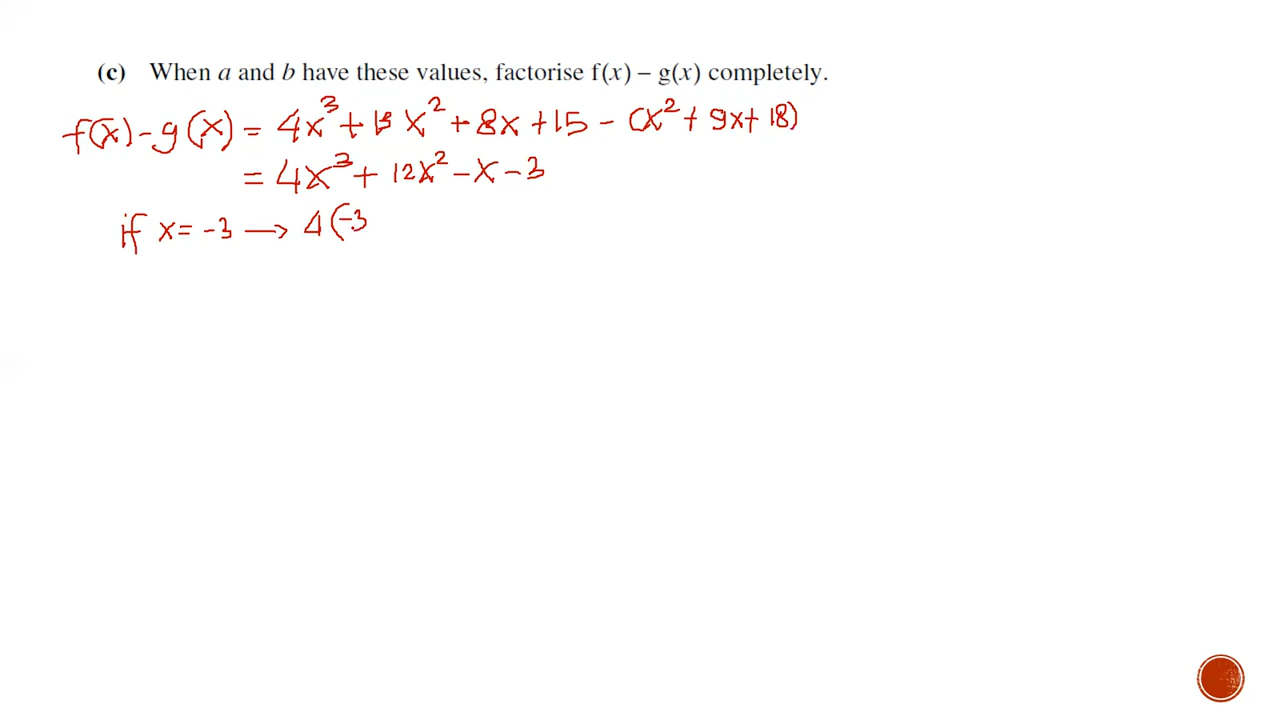 (c) When a and b have these values, factorise f(x) – g(x) completely.
f(x) - g(x) = 4x³ + 13x² + 8x + 15 - (x² + 9x + 18)
= 4x³ + 12x² - x - 3
if x = -3 → 4(-3